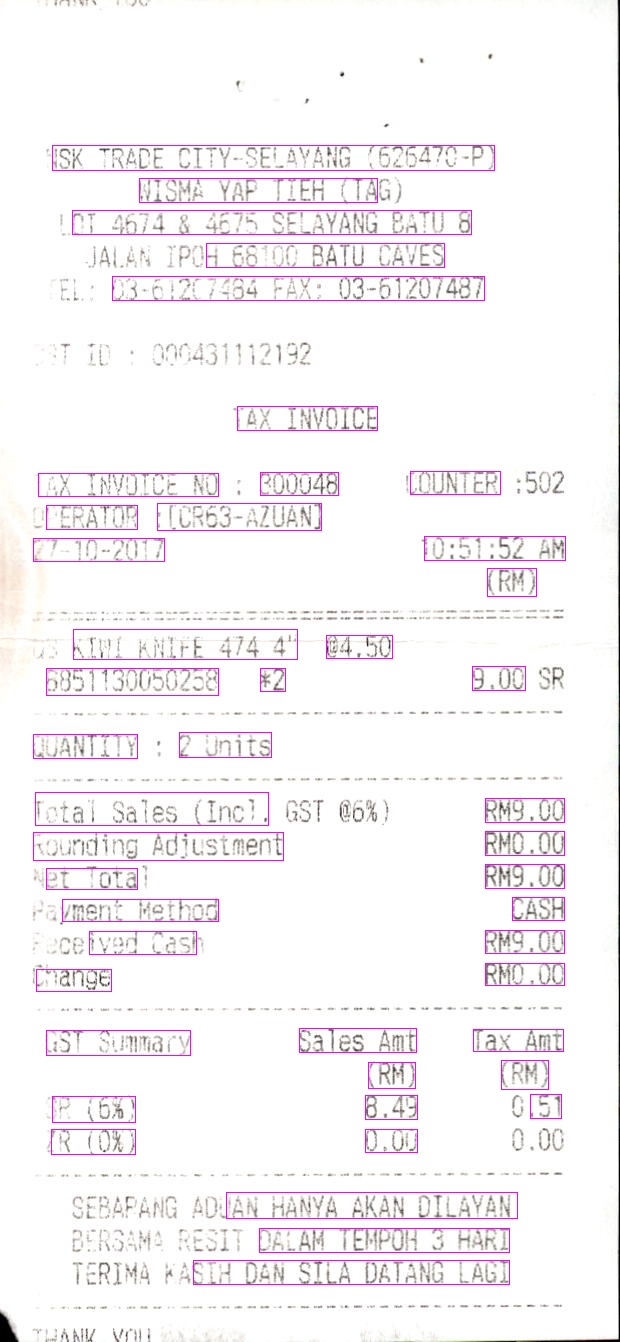 NSK TRADE CITY-SELAYANG (626470-P)
WISMA YAP TIEH (TAG)
LOT 4674 & 4675 SELAYANG BATU 8
JALAN IPOH 68100 BATU CAVES
TEL: 03-61207484 FAX: 03-61207487
GST ID : 000431112192
TAX INVOICE
TAX INVOICE NO : 300048 COUNTER :502
OPERATOR :[CR63-AZUAN]
27-10-2017 10:51:52 AM
(RM)
KIWI KNIFE 474 4" @4.50
6851130050258 *2 9.00 SR
QUANTITY : 2 Units
Total Sales (Incl. GST @6%) RM9.00
Rounding Adjustment RM0.00
Net Total RM9.00
Payment Method CASH
Received Cash RM9.00
Change RM0.00
GST Summary Sales Amt Tax Amt
(RM) (RM)
SR (6%) 8.49 0.51
ZR (0%) 0.00 0.00
SEBARANG ADUAN HANYA AKAN DILAYAN
BERSAMA RESIT DALAM TEMPOH 3 HARI
TERIMA KASIH DAN SILA DATANG LAGI
THANK YOU